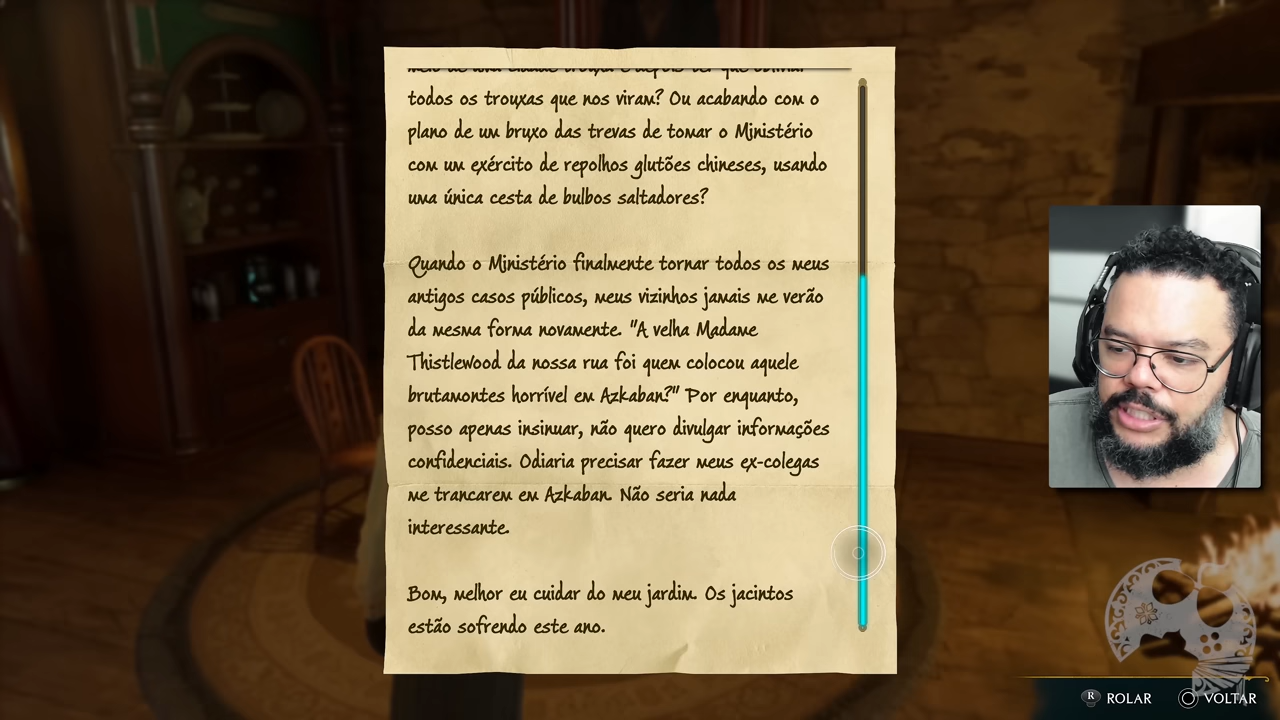 todos os trouxas que nos viram? Ou acabando com o
plano de um bruxo das trevas de tomar o Ministério
com um exército de repolhos glutões chineses, usando
uma única cesta de bulbos saltadores?
Quando o Ministério finalmente tornar todos os meus
antigos casos públicos, meus vizinhos jamais me verão
da mesma forma novamente. "A velha Madame
Thistlewood da nossa rua foi quem colocou aquele
brutamontes horrível em Azkaban?" Por enquanto,
posso apenas insinuar, não quero divulgar informações
confidenciais. Odiaria precisar fazer meus ex-colegas
me trancarem em Azkaban. Não seria nada
interessante.
Bom, melhor eu cuidar do meu jardim. Os jacintos
estão sofrendo este ano.
R ROLAR VOLTAR